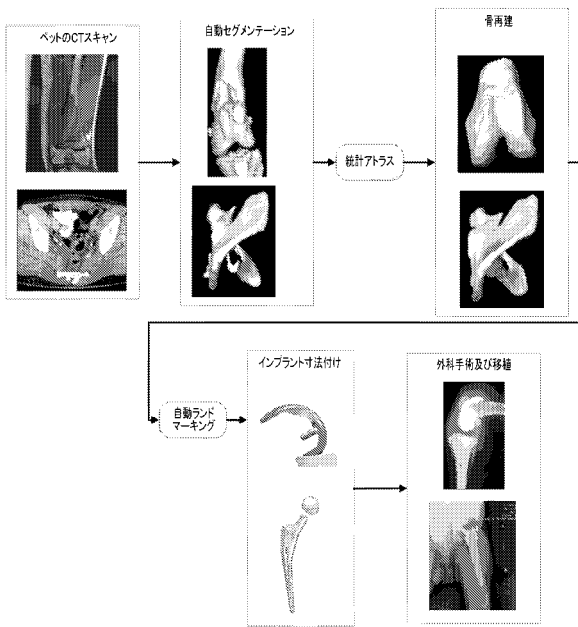 ペットのCTスキャン
自動セグメンテーション
統計アトラス
骨再建
自動ランド
マーキング
インプラント寸法付け
外科手術及び移植